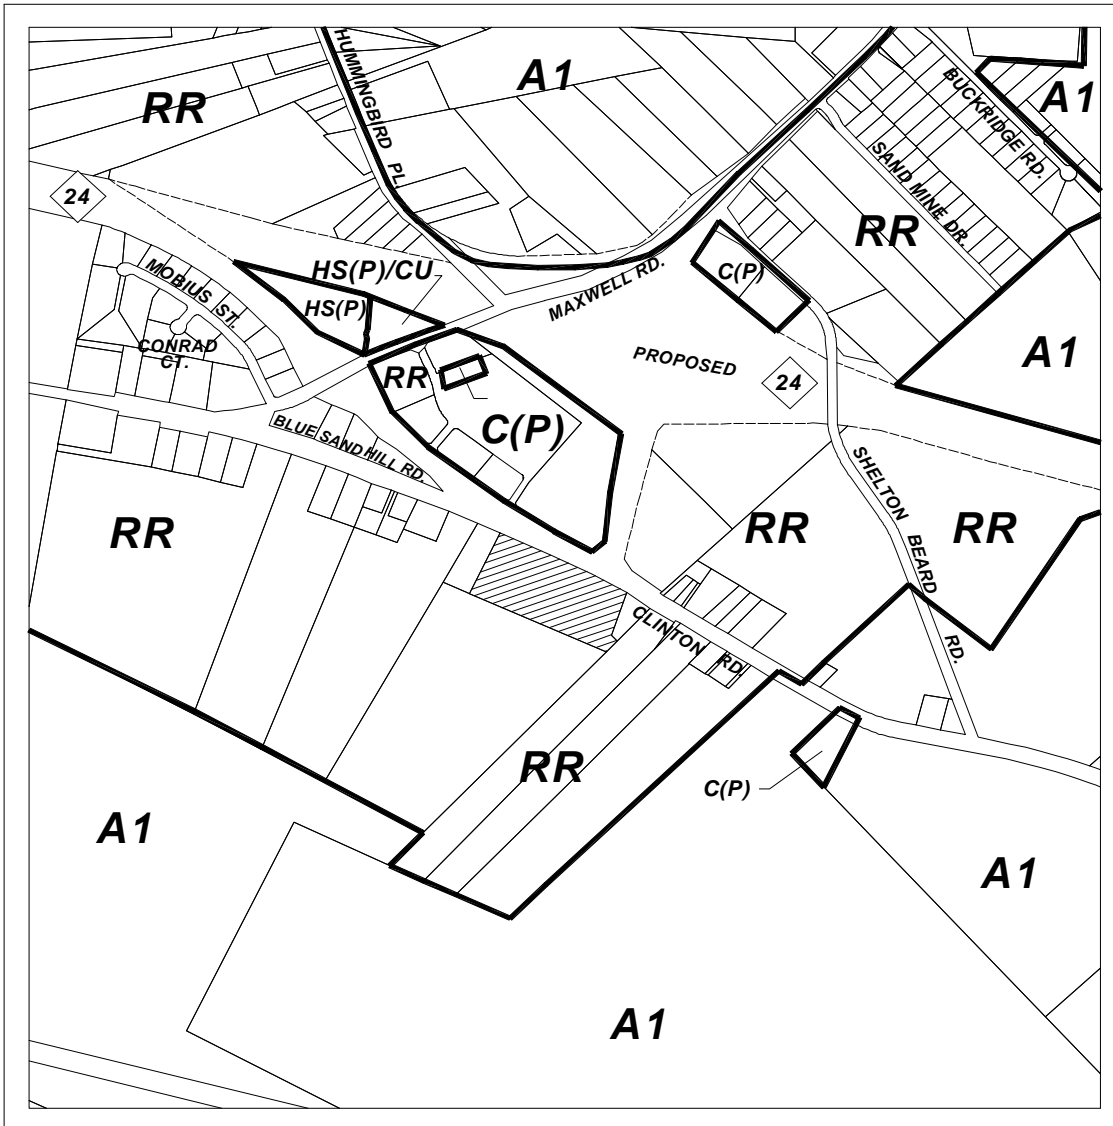 HUMMINGBIRD PL.
A1
BUCKRIDGE RD.
A1
RR
SAND MINE DR.
24
RR
MOBIUS ST.
HS(P)/CU
C(P)
HS(P)
MAXWELL RD.
CONRAD
CT.
PROPOSED
24
A1
RR
BLUE SAND HILL RD.
C(P)
SHELTON BEARD RD.
RR
RR
RR
CLINTON RD.
RR
C(P)
A1
A1
A1